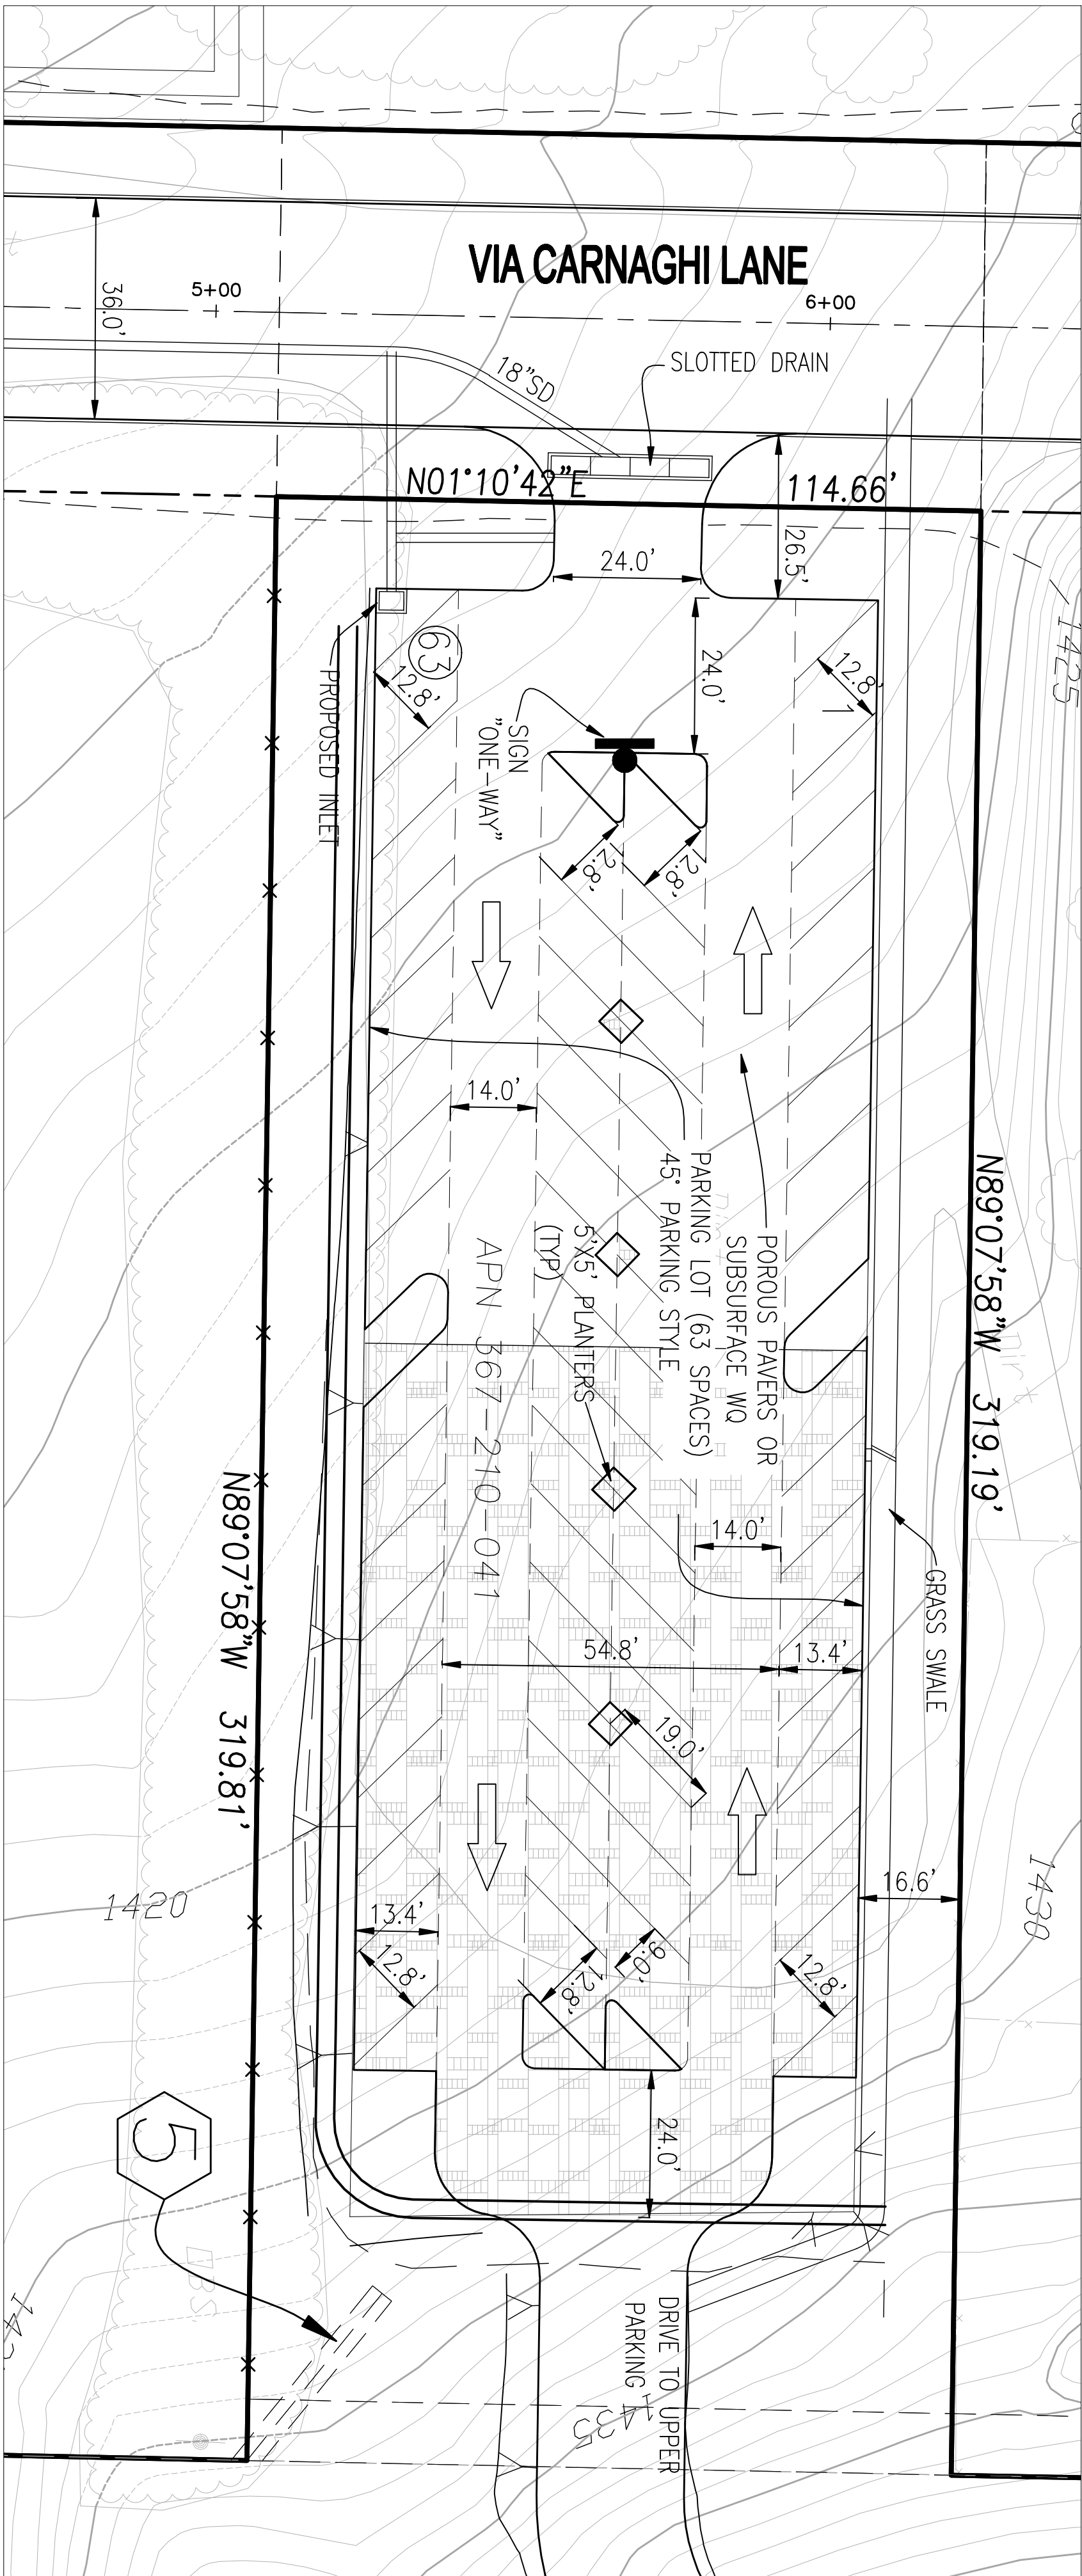 VIA CARNAGHI LANE
5+00
6+00
36.0'
SLOTTED DRAIN
18"SD
N01°10'42"E
114.66'
26.5'
24.0'
63
12.8'
24.0'
12.8'
7
1425
PROPOSED INLET
SIGN
"ONE-WAY"
12.8'
12.8'
14.0'
N89°07'58"W 319.19'
POROUS PAVERS OR
SUBSURFACE WQ
PARKING LOT (63 SPACES)
45° PARKING STYLE
5'X5' PLANTERS
(TYP)
APN 367-210-041
N89°07'58"W 319.81'
14.0'
GRASS SWALE
54.8'
13.4'
19.0'
16.6'
1430
1420
13.4'
12.8'
12.8'
9.0'
12.8'
24.0'
5
DRIVE TO UPPER
PARKING
1435